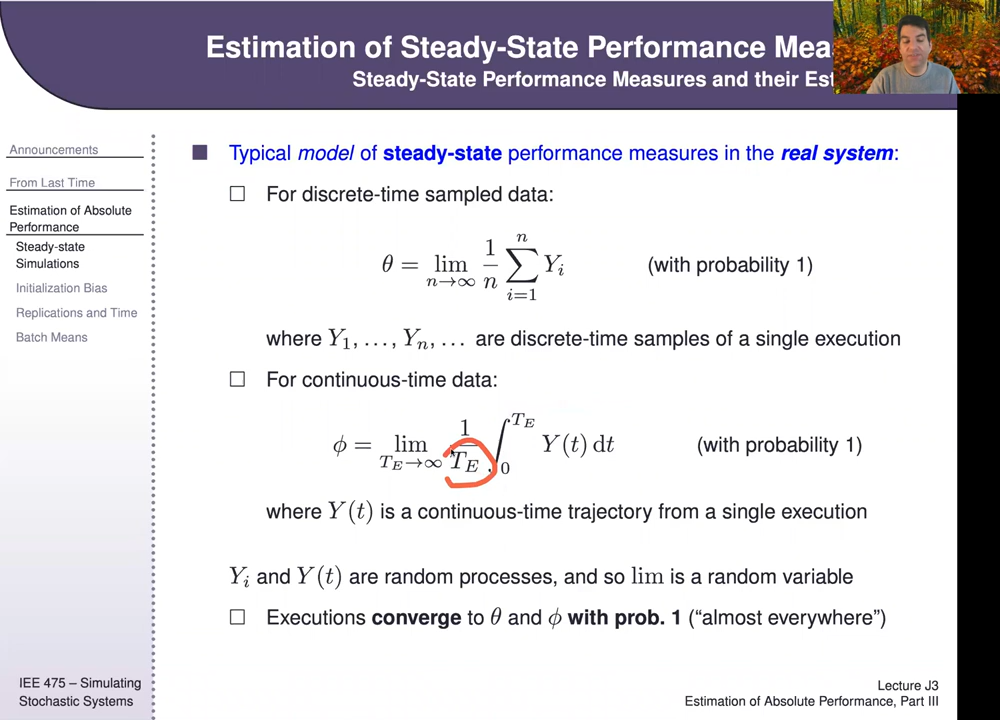 Estimation of Steady-State Performance Mea
Steady-State Performance Measures and their Est
Announcements
From Last Time
Estimation of Absolute
Performance
Steady-state
Simulations
Initialization Bias
Replications and Time
Batch Means
Typical model of steady-state performance measures in the real system:
For discrete-time sampled data:
θ = lim_{n→∞} 1/n ∑_{i=1}^{n} Y_i (with probability 1)
where Y_1, …, Y_n, … are discrete-time samples of a single execution
For continuous-time data:
ϕ = lim_{T_E→∞} 1/T_E ∫_0^{T_E} Y(t) dt (with probability 1)
where Y(t) is a continuous-time trajectory from a single execution
Y_i and Y(t) are random processes, and so lim is a random variable
Executions converge to θ and ϕ with prob. 1 (“almost everywhere”)
IEE 475 – Simulating
Stochastic Systems
Lecture J3
Estimation of Absolute Performance, Part III